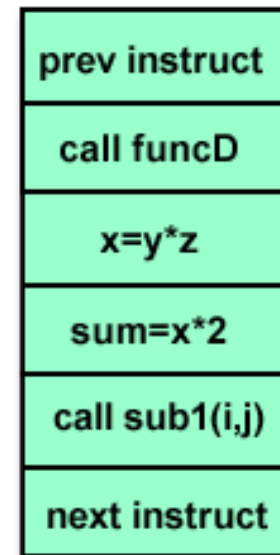 prev instruct
call funcD
x=y*z
sum=x*2
call sub1(i,j)
next instruct